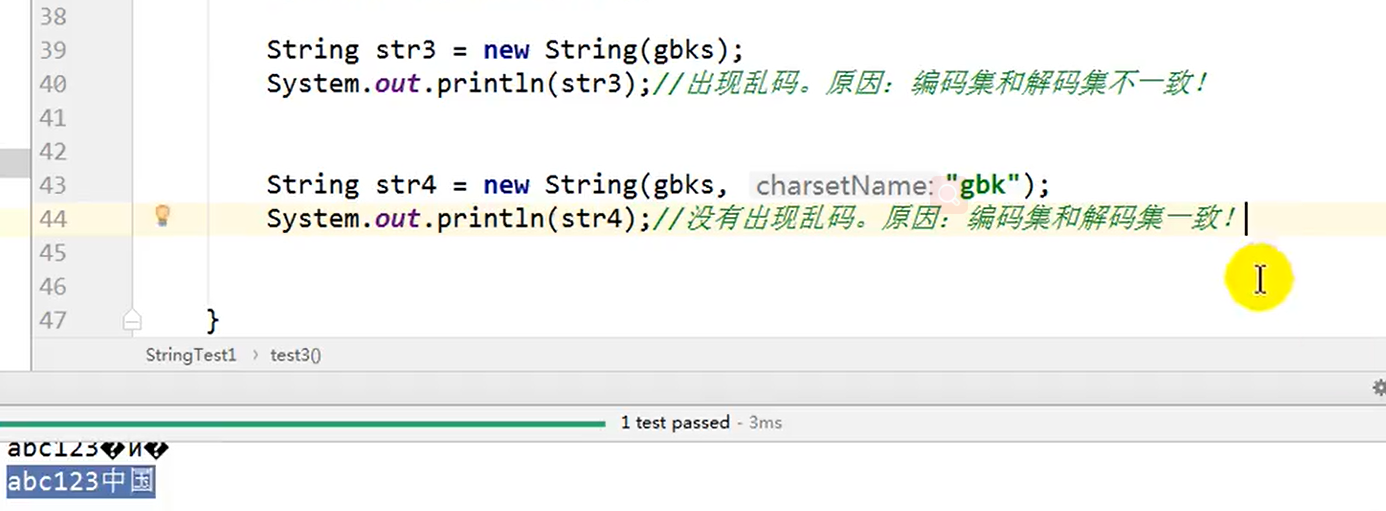 38
39 String str3 = new String(gbks);
40 System.out.println(str3);//出现乱码。原因：编码集和解码集不一致！
41
42
43 String str4 = new String(gbks, charsetName: "gbk");
44 System.out.println(str4);//没有出现乱码。原因：编码集和解码集一致！
45
46
47 }
StringTest1 › test3()
1 test passed - 3ms
abc123�й�
abc123中国